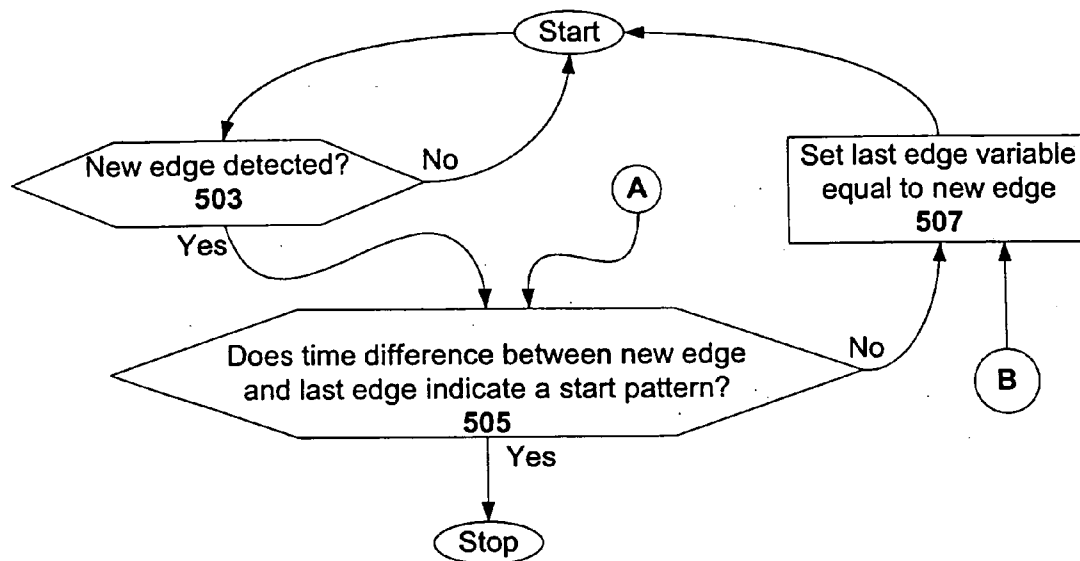 Start
New edge detected?
503
No
Yes
A
Set last edge variable
equal to new edge
507
Does time difference between new edge
and last edge indicate a start pattern?
505
No
B
Yes
Stop